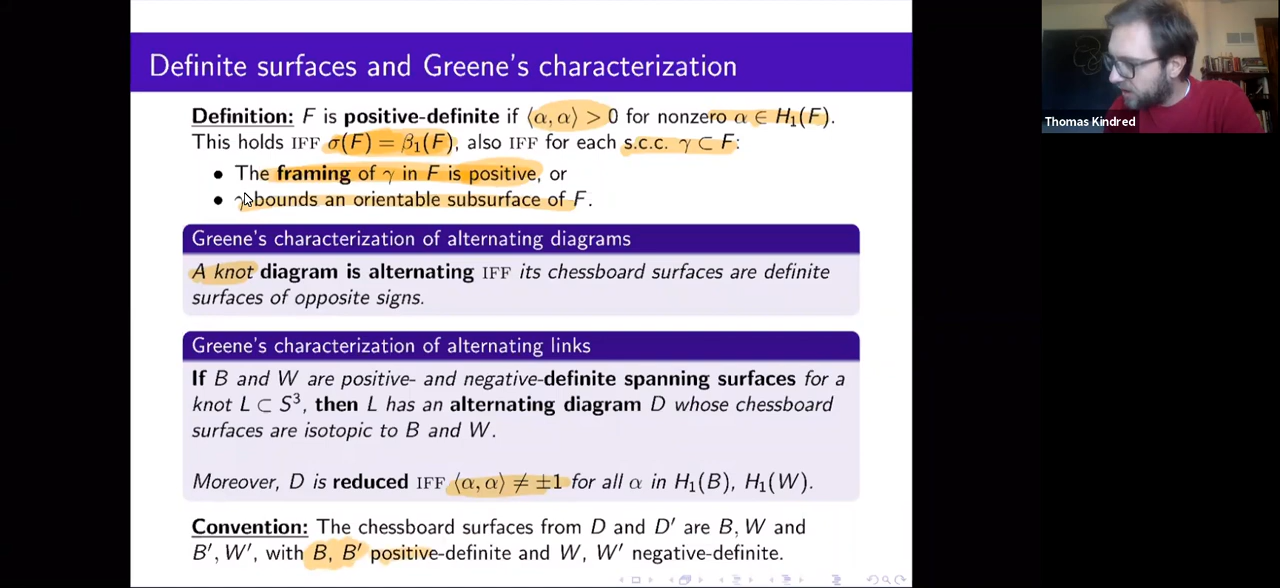 Definite surfaces and Greene's characterization
Definition: F is positive-definite if ⟨α, α⟩ > 0 for nonzero α ∈ H₁(F).
This holds IFF σ(F) = β₁(F), also IFF for each s.c.c. γ ⊂ F:
• The framing of γ in F is positive, or
• γ bounds an orientable subsurface of F.
Greene's characterization of alternating diagrams
A knot diagram is alternating IFF its chessboard surfaces are definite
surfaces of opposite signs.
Greene's characterization of alternating links
If B and W are positive- and negative-definite spanning surfaces for a
knot L ⊂ S³, then L has an alternating diagram D whose chessboard
surfaces are isotopic to B and W.
Moreover, D is reduced IFF ⟨α, α⟩ ≠ ±1 for all α in H₁(B), H₁(W).
Convention: The chessboard surfaces from D and D′ are B, W and
B′, W′, with B, B′ positive-definite and W, W′ negative-definite.
Thomas Kindred